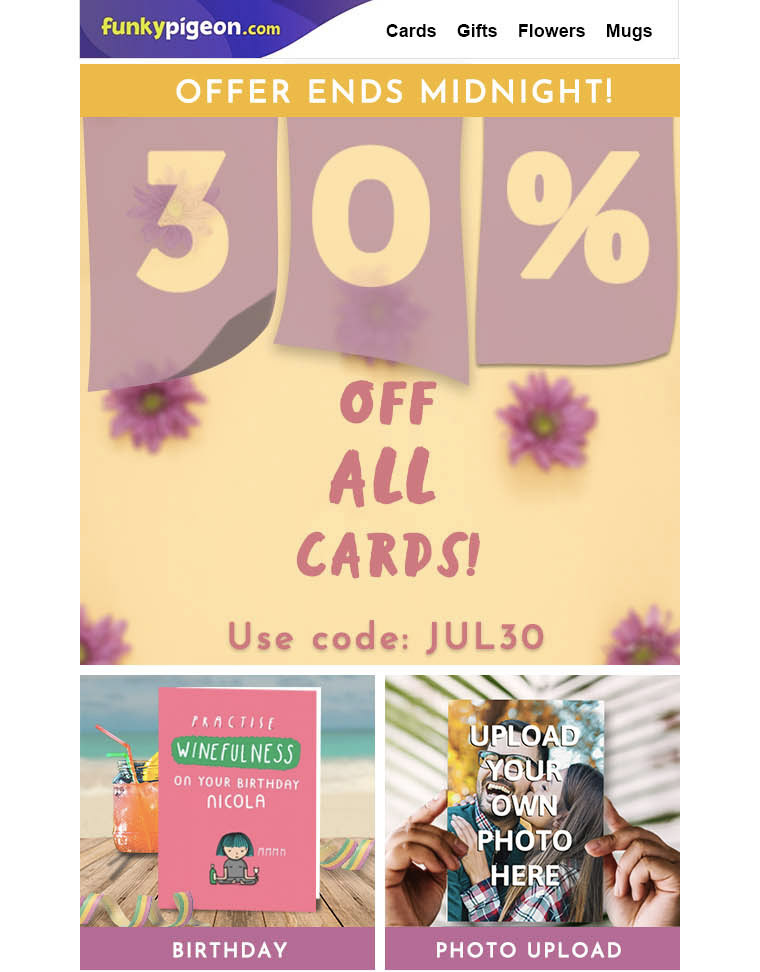 funkypigeon.com
Cards Gifts Flowers Mugs
OFFER ENDS MIDNIGHT!
30%
OFF
ALL
CARDS!
Use code: JUL30
PRACTISE
WINEFULNESS
ON YOUR BIRTHDAY
NICOLA
MMMM
BIRTHDAY
UPLOAD
YOUR
OWN
PHOTO
HERE
PHOTO UPLOAD